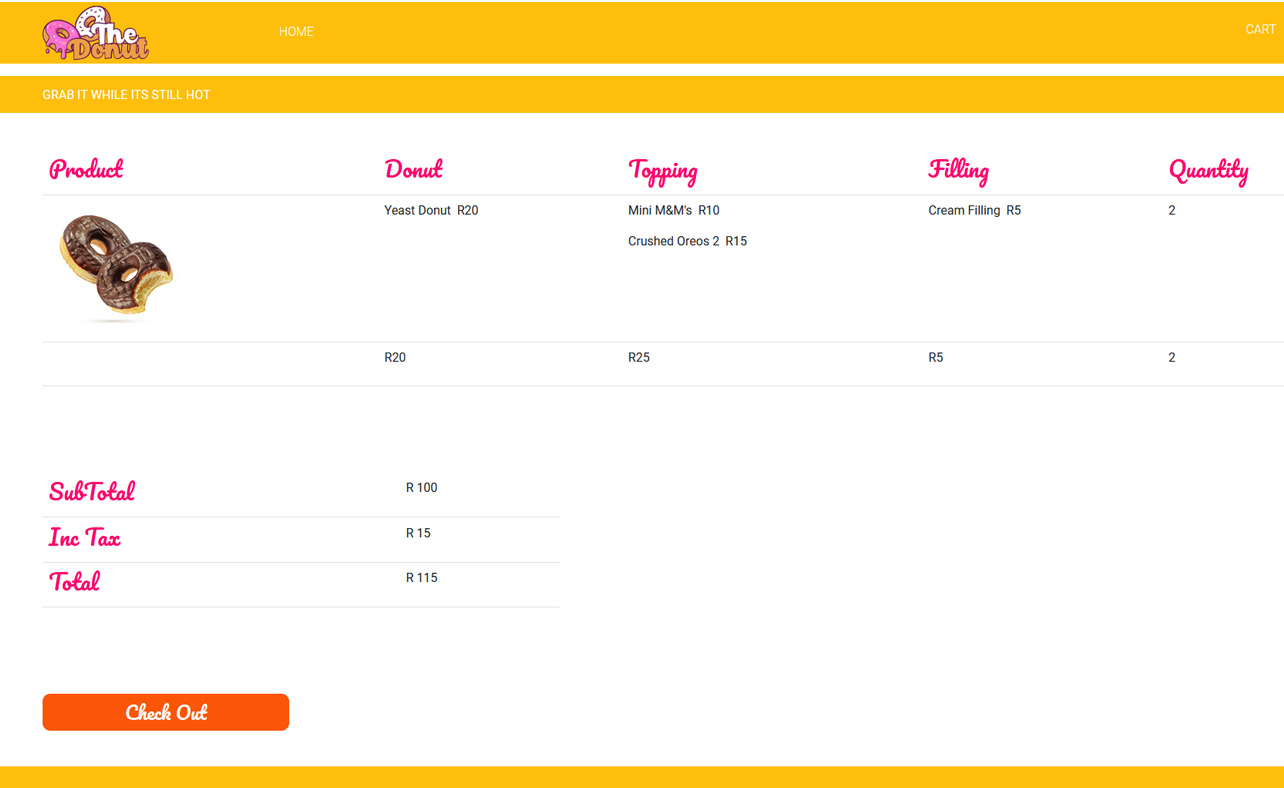 The Donut
HOME
CART
GRAB IT WHILE ITS STILL HOT
Product Donut Topping Filling Quantity
Yeast Donut R20 Mini M&M's R10 Cream Filling R5 2
Crushed Oreos 2 R15
R20 R25 R5 2
SubTotal R 100
Inc Tax R 15
Total R 115
Check Out